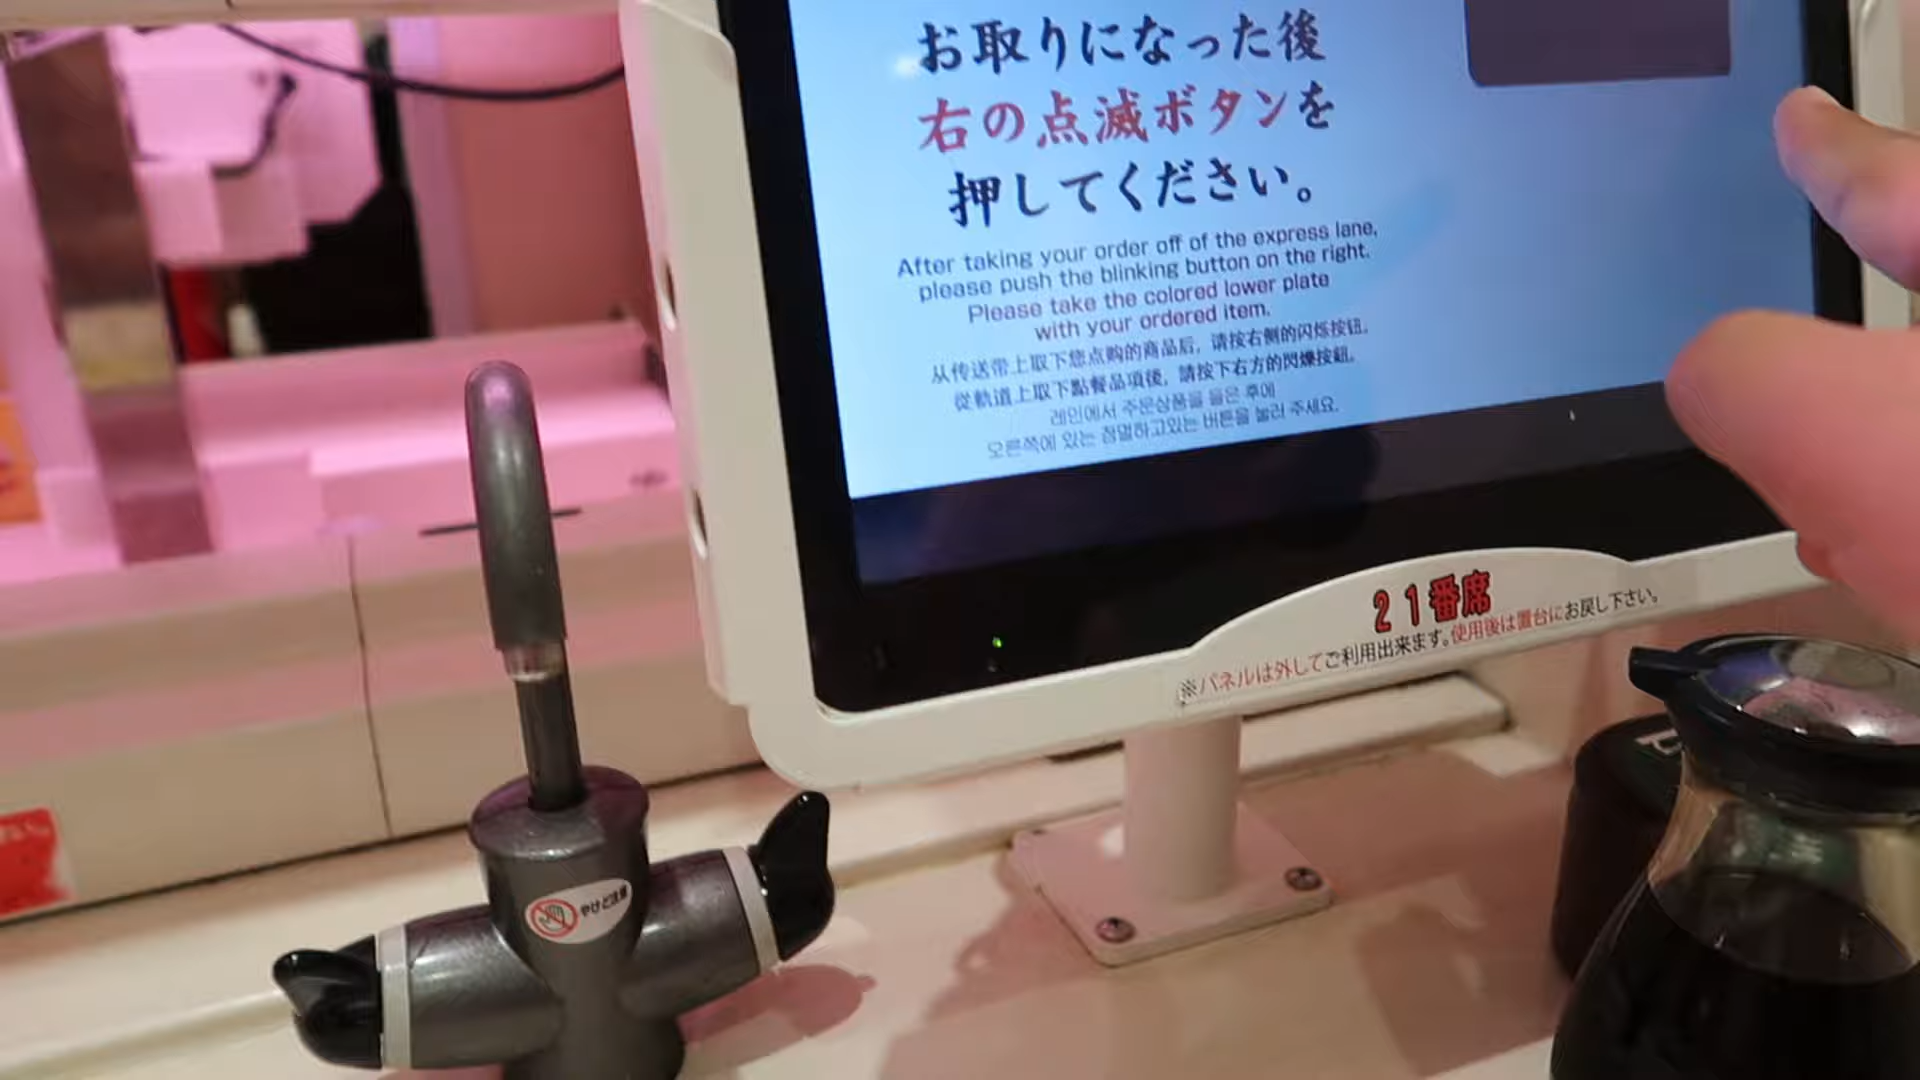 お取りになった後
右の点滅ボタンを
押してください。
After taking your order off of the express lane,
please push the blinking button on the right.
Please take the colored lower plate
with your ordered item.
从传送带上取下您点购的商品后，请按右侧的闪烁按钮。
從軌道上取下點餐品項後，請按下右方的閃爍按鈕。
레인에서 주문상품을 들은 후에
오른쪽에 있는 점멸하고있는 버튼을 눌러 주세요.
21番席
※パネルは外してご利用出来ます。使用後は置台にお戻し下さい。
やけど注意